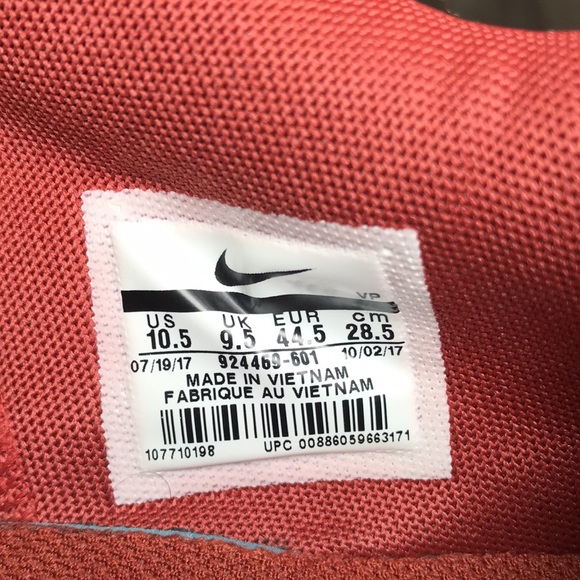 VP
US UK EUR cm
10.5 9.5 44.5 28.5
07/19/17 924469-601 10/02/17
MADE IN VIETNAM
FABRIQUE AU VIETNAM
107710198 UPC 00886059663171